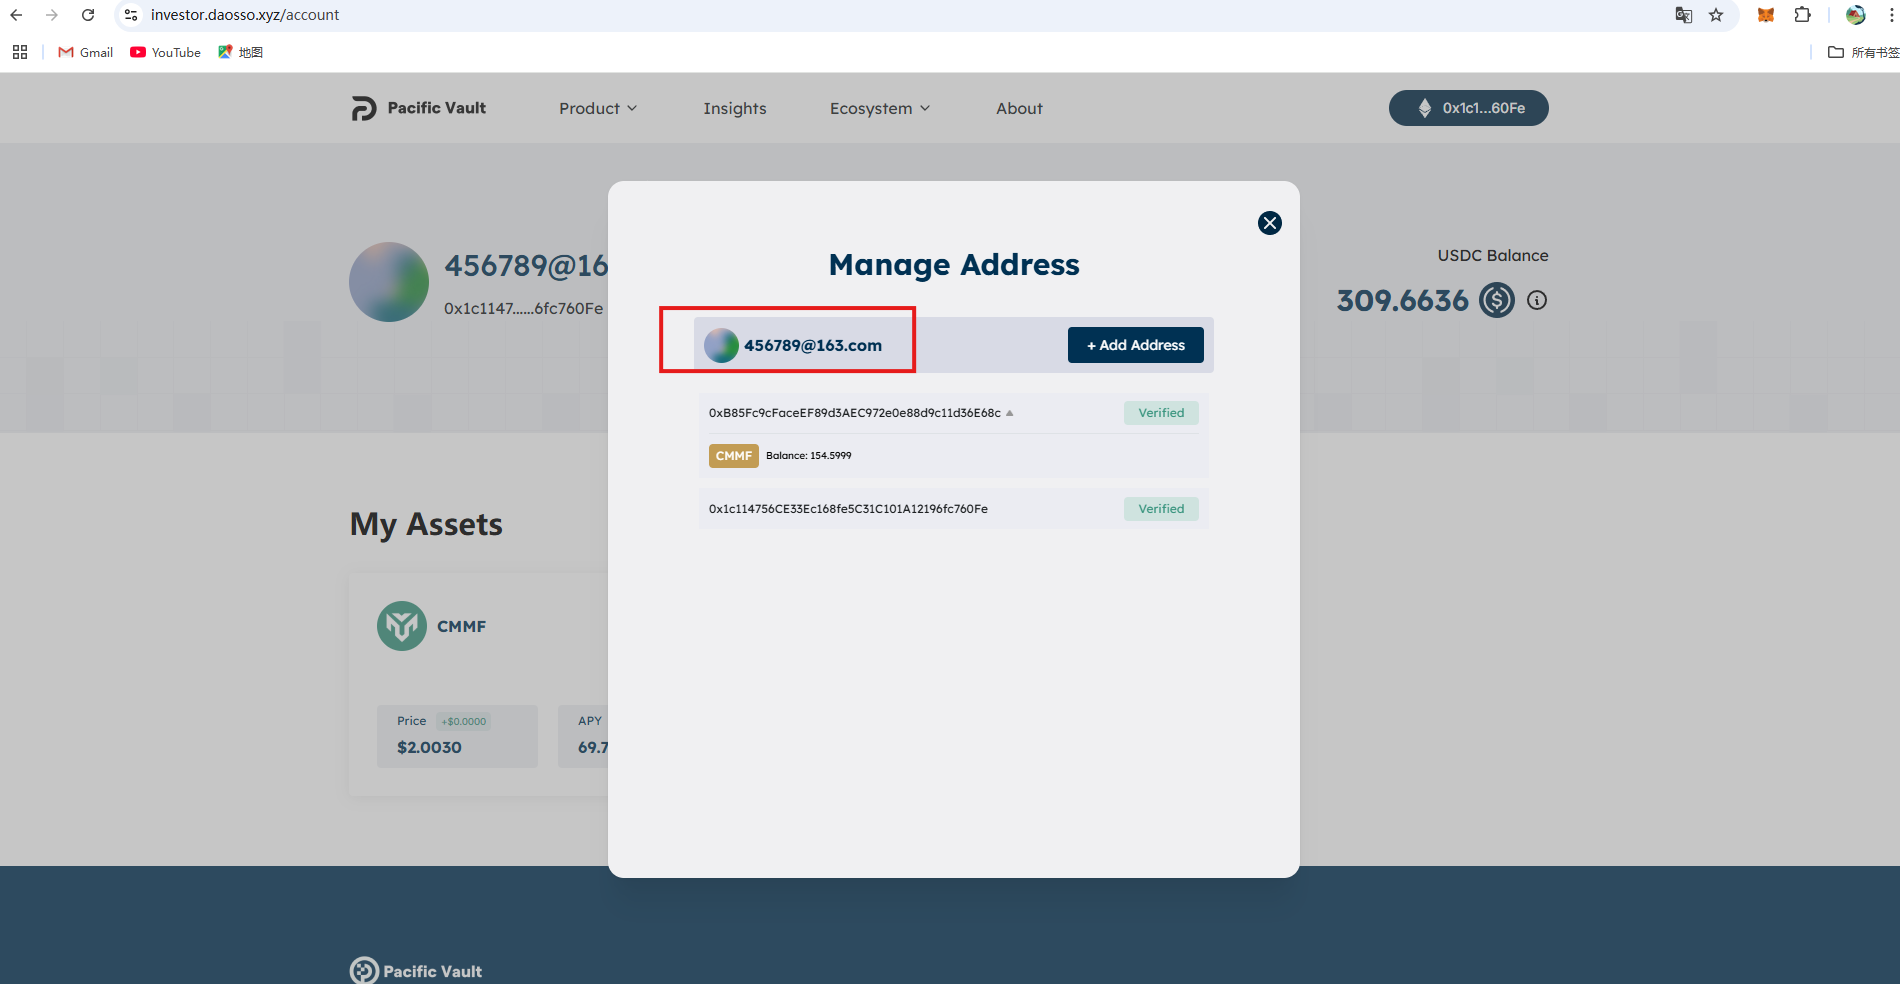 investor.daosso.xyz/account
Gmail YouTube 地图 所有书签
Pacific Vault Product Insights Ecosystem About 0x1c1...60Fe
456789@16
0x1c1147......6fc760Fe
USDC Balance
309.6636
Manage Address
456789@163.com + Add Address
0xB85Fc9cFaceEF89d3AEC972e0e88d9c11d36E68c Verified
CMMF Balance: 154.5999
0x1c114756CE33Ec168fe5C31C101A12196fc760Fe Verified
My Assets
CMMF
Price +$0.0000 APY
$2.0030 69.7
Pacific Vault